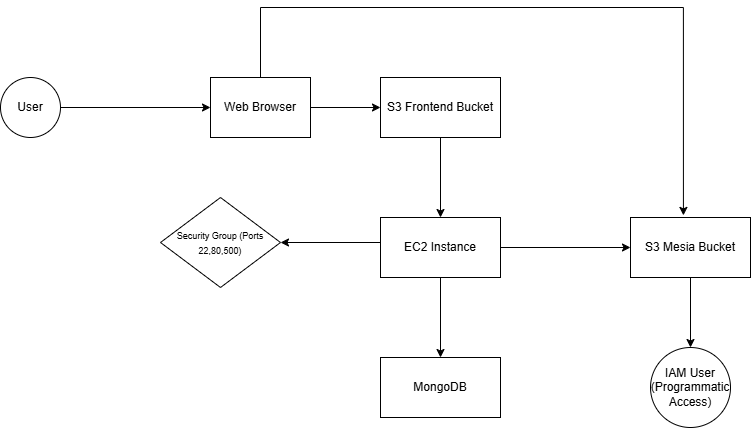 User
Web Browser
S3 Frontend Bucket
Security Group (Ports
22,80,500)
EC2 Instance
S3 Mesia Bucket
MongoDB
IAM User
(Programmatic
Access)